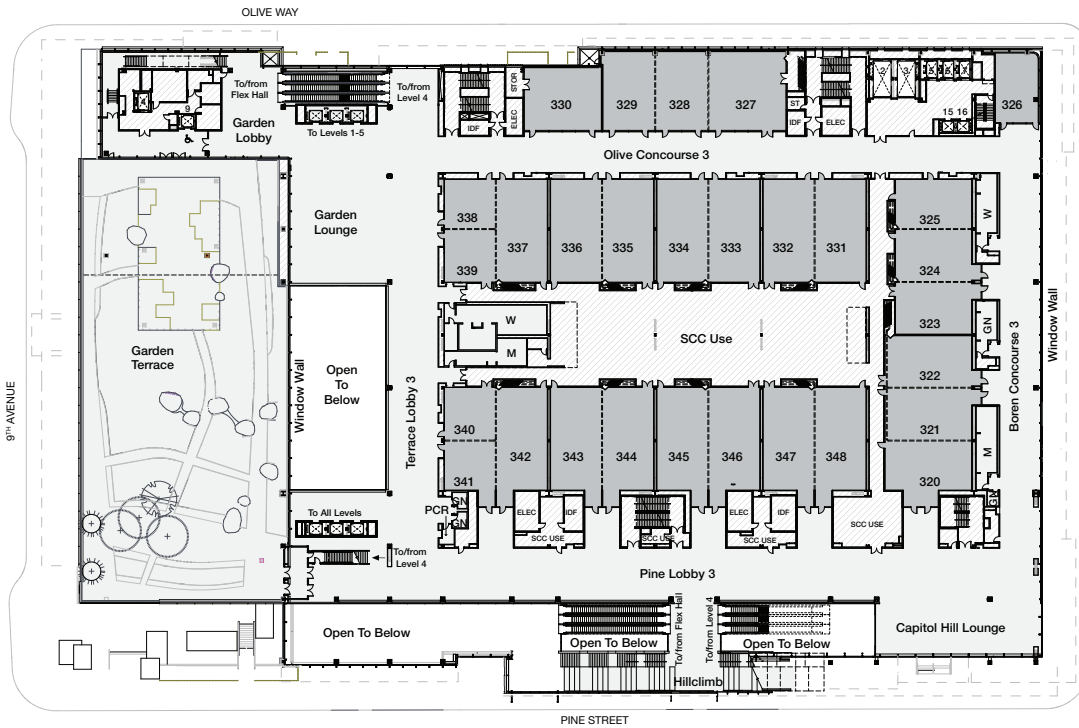 OLIVE WAY
To/from
Flex Hall
To/from
Level 4
Garden
Lobby
To Levels 1-5
STOR
ELEC
IDF
330
329
328
327
ST
IDF
ELEC
15 16
326
Olive Concourse 3
Garden
Lounge
338
339
337
336
335
334
333
332
331
325
324
323
W
GN
W
M
SCC Use
Garden
Terrace
Window Wall
Open
To
Below
Terrace Lobby 3
9TH AVENUE
322
321
320
Boren Concourse 3
Window Wall
M
GN
340
341
342
343
344
345
346
347
348
To All Levels
PCR
GN
GN
ELEC
IDF
SCC USE
SCC USE
ELEC
IDF
SCC USE
SCC USE
To/from
Level 4
Pine Lobby 3
Open To Below
To/from Flex Hall
To/from Level 4
Open To Below
Open To Below
Capitol Hill Lounge
Hillclimb
PINE STREET